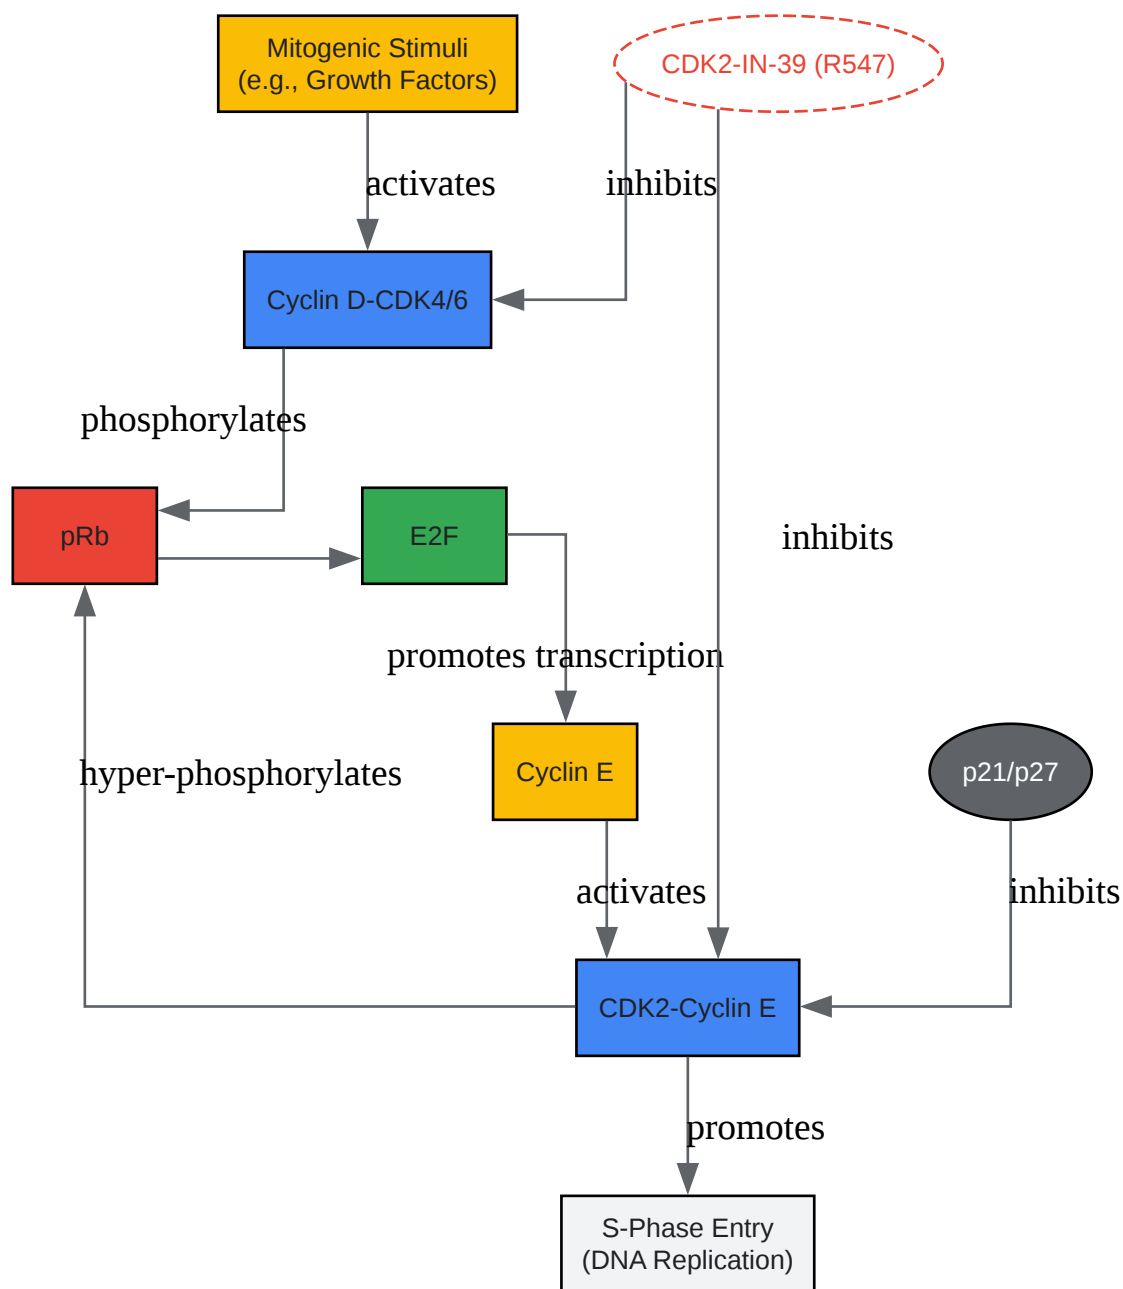 Mitogenic Stimuli
(e.g., Growth Factors)
CDK2-IN-39 (R547)
activates
inhibits
Cyclin D-CDK4/6
phosphorylates
pRb
E2F
inhibits
promotes transcription
Cyclin E
p21/p27
hyper-phosphorylates
activates
inhibits
CDK2-Cyclin E
promotes
S-Phase Entry
(DNA Replication)